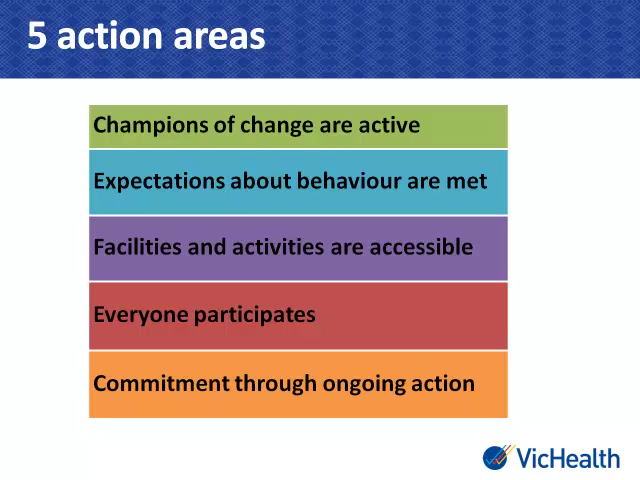 5 action areas
Champions of change are active
Expectations about behaviour are met
Facilities and activities are accessible
Everyone participates
Commitment through ongoing action
VicHealth